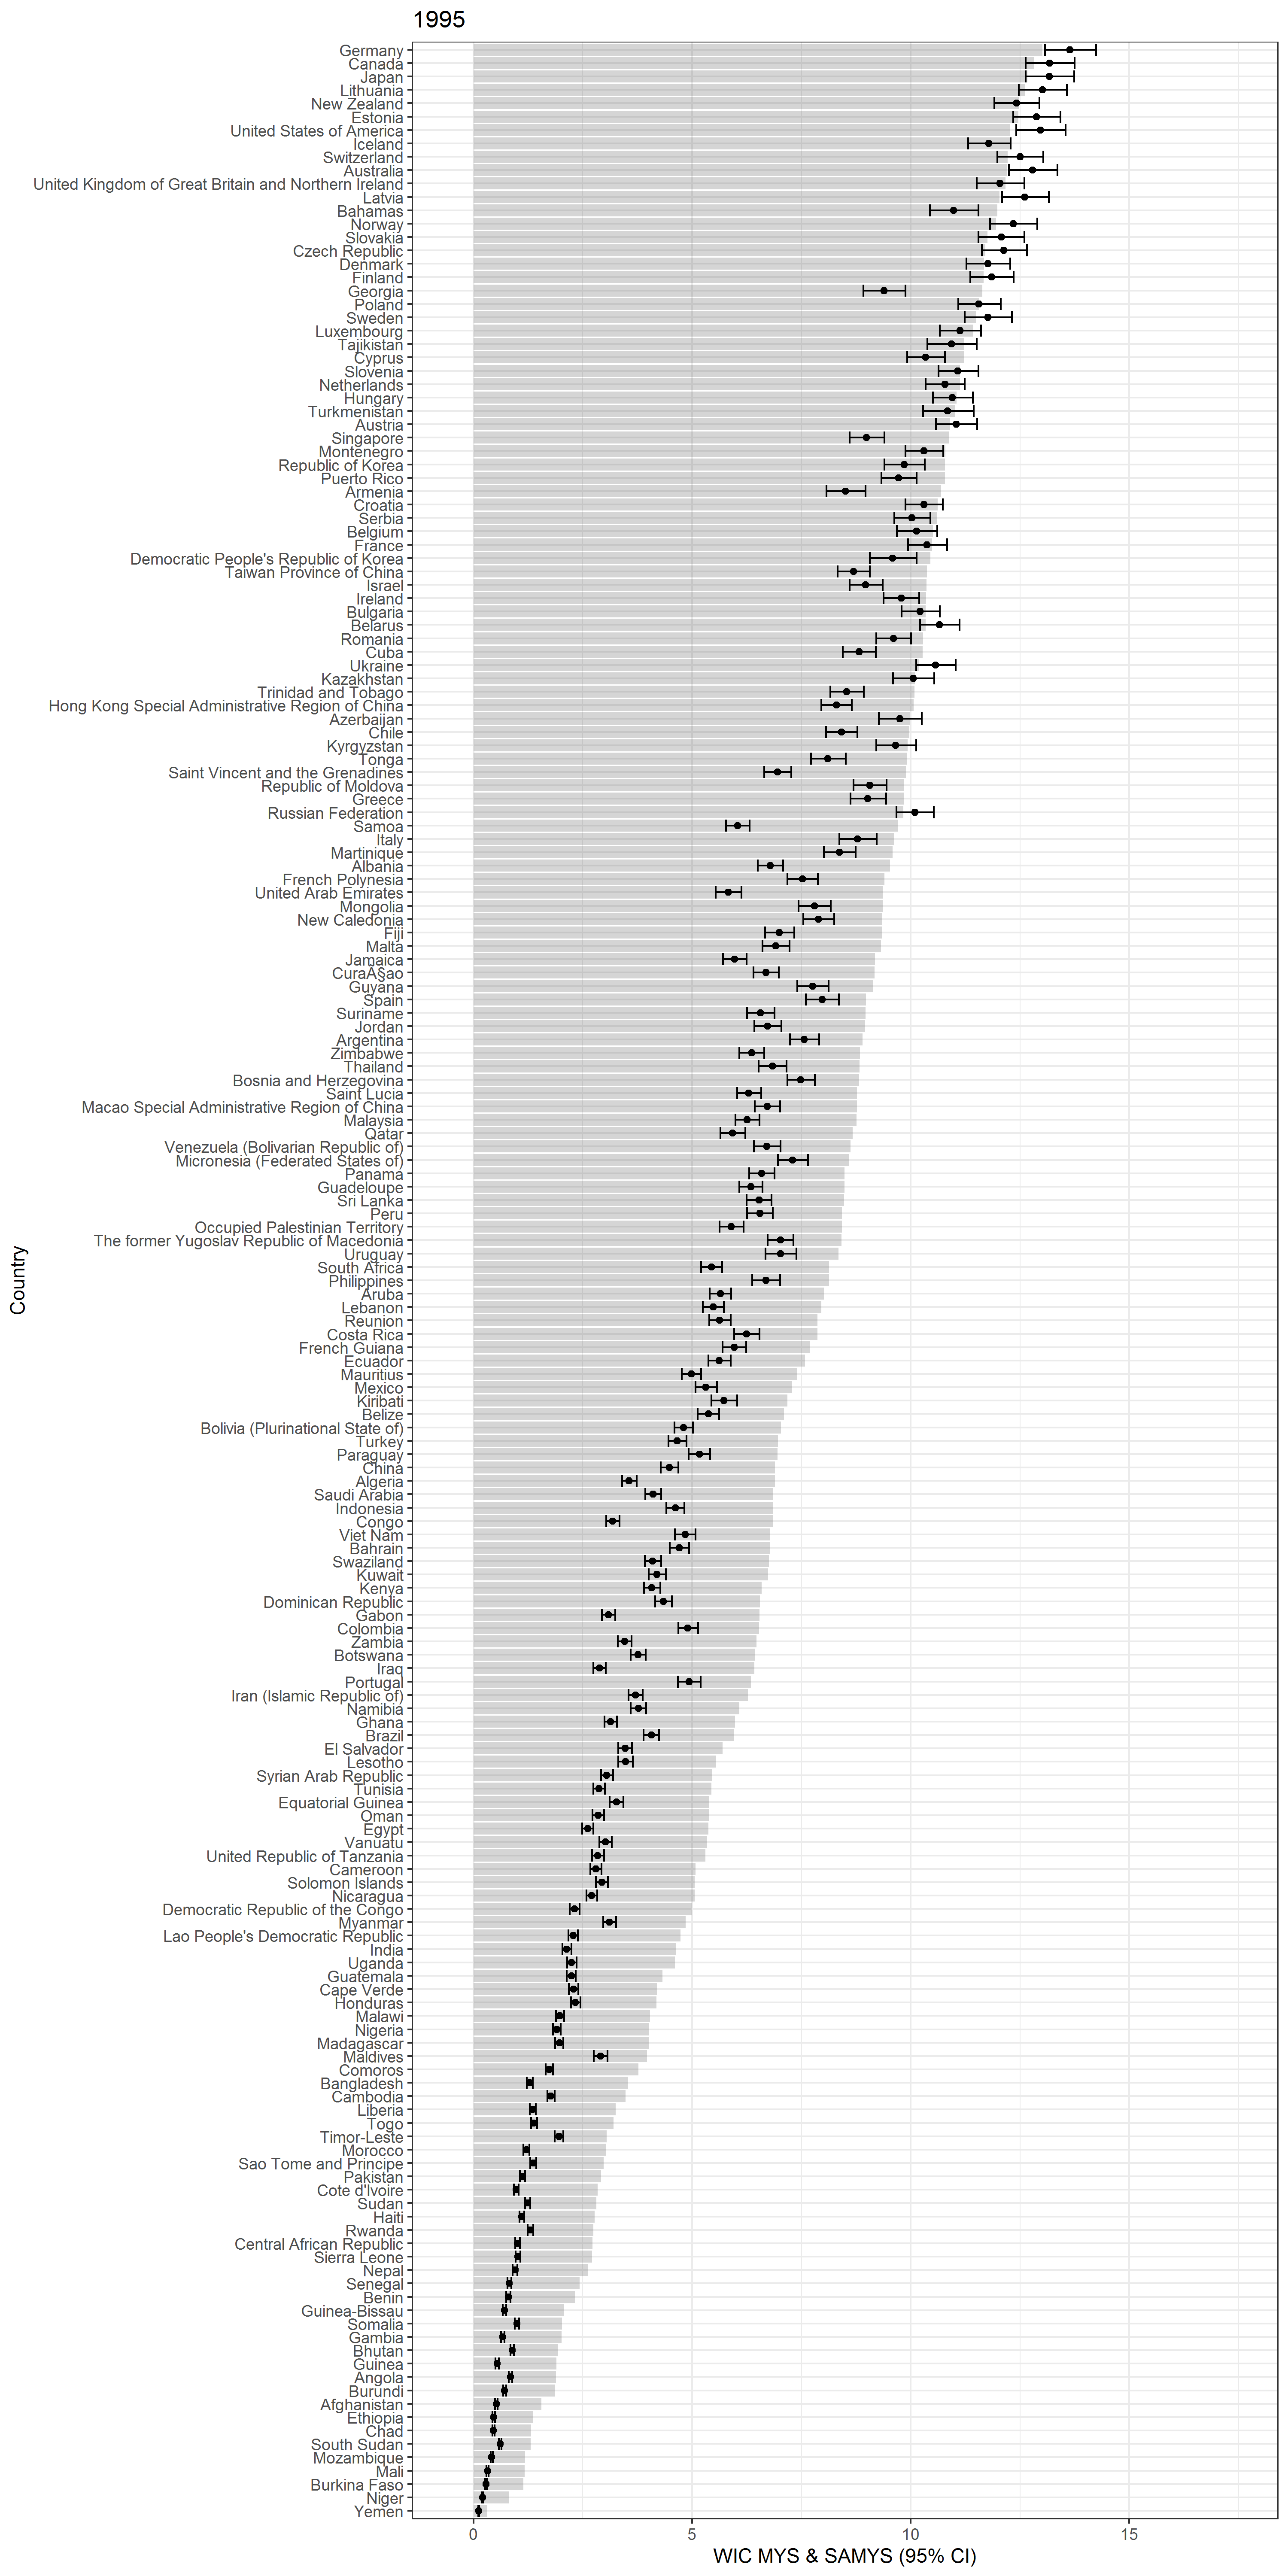 1995
Germany
Canada
Japan
Lithuania
New Zealand
Estonia
United States of America
Iceland
Switzerland
Australia
United Kingdom of Great Britain and Northern Ireland
Latvia
Bahamas
Norway
Slovakia
Czech Republic
Denmark
Finland
Georgia
Poland
Sweden
Luxembourg
Tajikistan
Cyprus
Slovenia
Netherlands
Hungary
Turkmenistan
Austria
Singapore
Montenegro
Republic of Korea
Puerto Rico
Armenia
Croatia
Serbia
Belgium
France
Democratic People's Republic of Korea
Taiwan Province of China
Israel
Ireland
Bulgaria
Belarus
Romania
Cuba
Ukraine
Kazakhstan
Trinidad and Tobago
Hong Kong Special Administrative Region of China
Azerbaijan
Chile
Kyrgyzstan
Tonga
Saint Vincent and the Grenadines
Republic of Moldova
Greece
Russian Federation
Samoa
Italy
Martinique
Albania
French Polynesia
United Arab Emirates
Mongolia
New Caledonia
Fiji
Malta
Jamaica
CuraÃ§ao
Guyana
Spain
Suriname
Jordan
Argentina
Zimbabwe
Thailand
Bosnia and Herzegovina
Saint Lucia
Macao Special Administrative Region of China
Malaysia
Qatar
Venezuela (Bolivarian Republic of)
Micronesia (Federated States of)
Panama
Guadeloupe
Sri Lanka
Peru
Occupied Palestinian Territory
The former Yugoslav Republic of Macedonia
Uruguay
South Africa
Philippines
Aruba
Lebanon
Reunion
Costa Rica
French Guiana
Ecuador
Mauritius
Mexico
Kiribati
Belize
Bolivia (Plurinational State of)
Turkey
Paraguay
China
Algeria
Saudi Arabia
Indonesia
Congo
Viet Nam
Bahrain
Swaziland
Kuwait
Kenya
Dominican Republic
Gabon
Colombia
Zambia
Botswana
Iraq
Portugal
Iran (Islamic Republic of)
Namibia
Ghana
Brazil
El Salvador
Lesotho
Syrian Arab Republic
Tunisia
Equatorial Guinea
Oman
Egypt
Vanuatu
United Republic of Tanzania
Cameroon
Solomon Islands
Nicaragua
Democratic Republic of the Congo
Myanmar
Lao People's Democratic Republic
India
Uganda
Guatemala
Cape Verde
Honduras
Malawi
Nigeria
Madagascar
Maldives
Comoros
Bangladesh
Cambodia
Liberia
Togo
Timor-Leste
Morocco
Sao Tome and Principe
Pakistan
Cote d'Ivoire
Sudan
Haiti
Rwanda
Central African Republic
Sierra Leone
Nepal
Senegal
Benin
Guinea-Bissau
Somalia
Gambia
Bhutan
Guinea
Angola
Burundi
Afghanistan
Ethiopia
Chad
South Sudan
Mozambique
Mali
Burkina Faso
Niger
Yemen
Country
0 5 10 15
WIC MYS & SAMYS (95% CI)